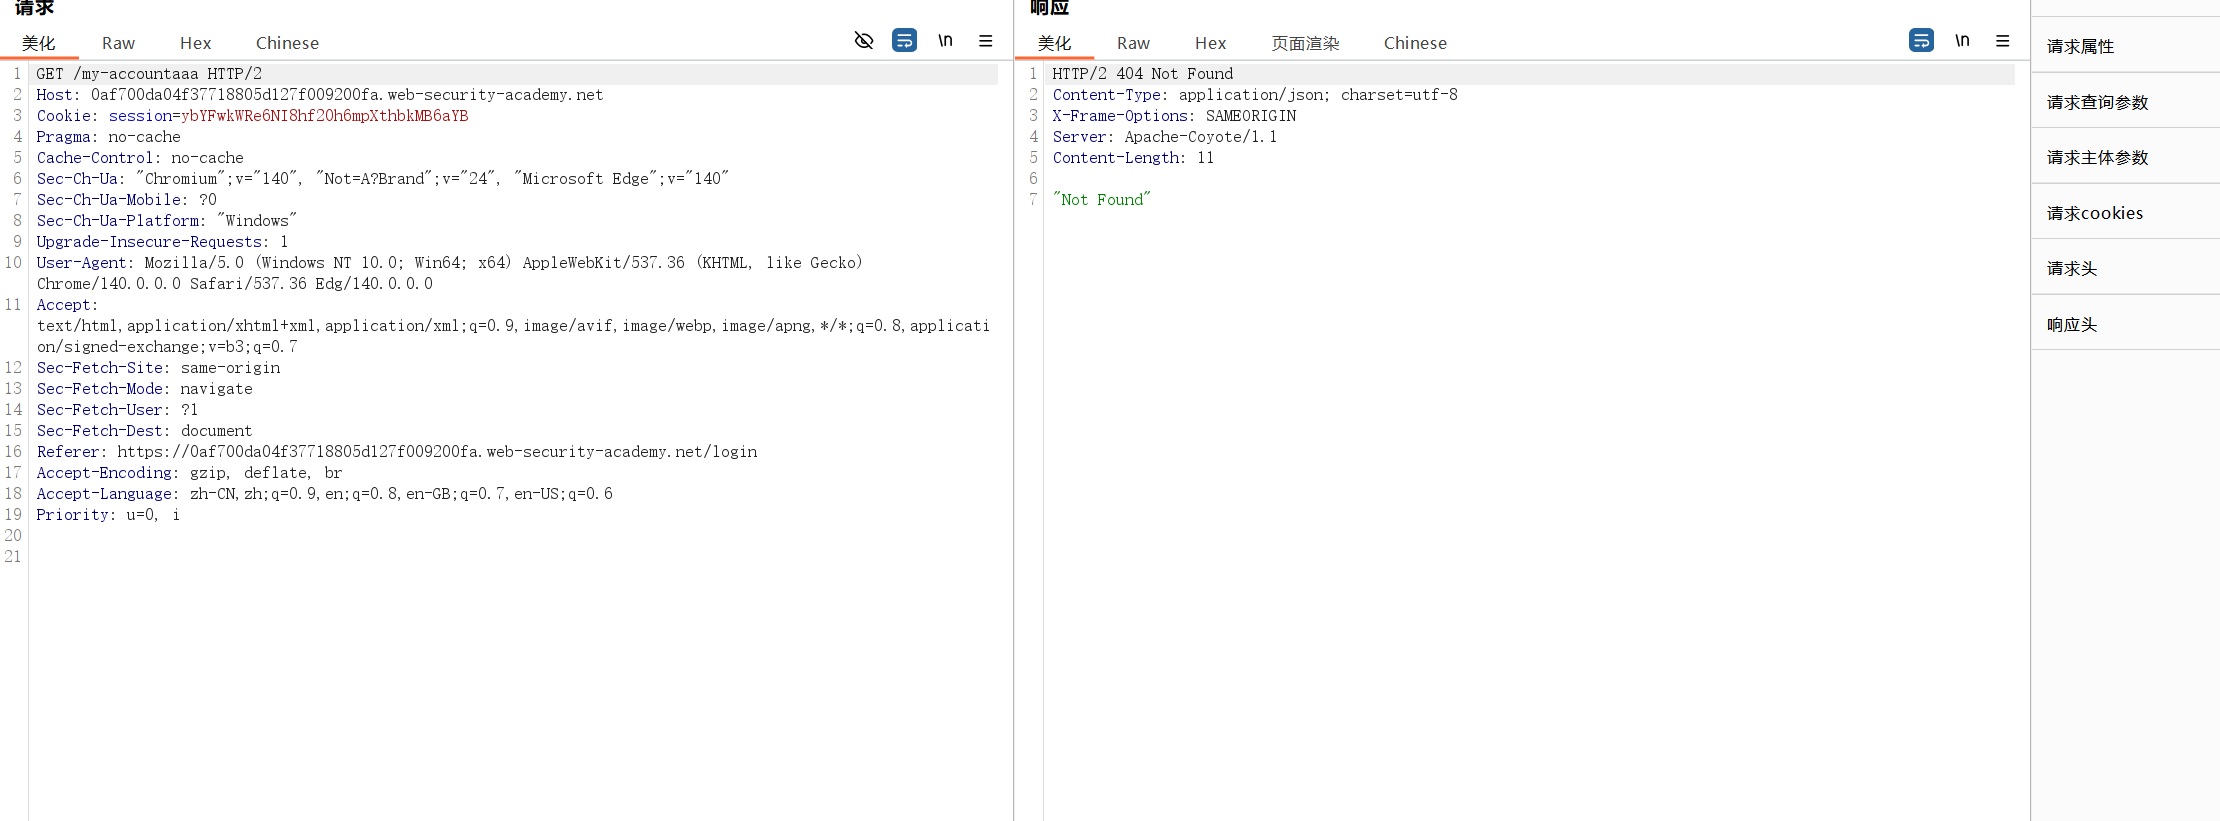 请求
美化 Raw Hex Chinese \n
1 GET /my-accountaaa HTTP/2
2 Host: 0af700da04f37718805d127f009200fa.web-security-academy.net
3 Cookie: session=ybYFwkWRe6NI8hf20h6mpXthbkMB6aYB
4 Pragma: no-cache
5 Cache-Control: no-cache
6 Sec-Ch-Ua: "Chromium";v="140", "Not=A?Brand";v="24", "Microsoft Edge";v="140"
7 Sec-Ch-Ua-Mobile: ?0
8 Sec-Ch-Ua-Platform: "Windows"
9 Upgrade-Insecure-Requests: 1
10 User-Agent: Mozilla/5.0 (Windows NT 10.0; Win64; x64) AppleWebKit/537.36 (KHTML, like Gecko)
Chrome/140.0.0.0 Safari/537.36 Edg/140.0.0.0
11 Accept:
text/html,application/xhtml+xml,application/xml;q=0.9,image/avif,image/webp,image/apng,*/*;q=0.8,applicati
on/signed-exchange;v=b3;q=0.7
12 Sec-Fetch-Site: same-origin
13 Sec-Fetch-Mode: navigate
14 Sec-Fetch-User: ?1
15 Sec-Fetch-Dest: document
16 Referer: https://0af700da04f37718805d127f009200fa.web-security-academy.net/login
17 Accept-Encoding: gzip, deflate, br
18 Accept-Language: zh-CN,zh;q=0.9,en;q=0.8,en-GB;q=0.7,en-US;q=0.6
19 Priority: u=0, i
20
21
响应
美化 Raw Hex 页面渲染 Chinese \n
1 HTTP/2 404 Not Found
2 Content-Type: application/json; charset=utf-8
3 X-Frame-Options: SAMEORIGIN
4 Server: Apache-Coyote/1.1
5 Content-Length: 11
6
7 "Not Found"
请求属性
请求查询参数
请求主体参数
请求cookies
请求头
响应头